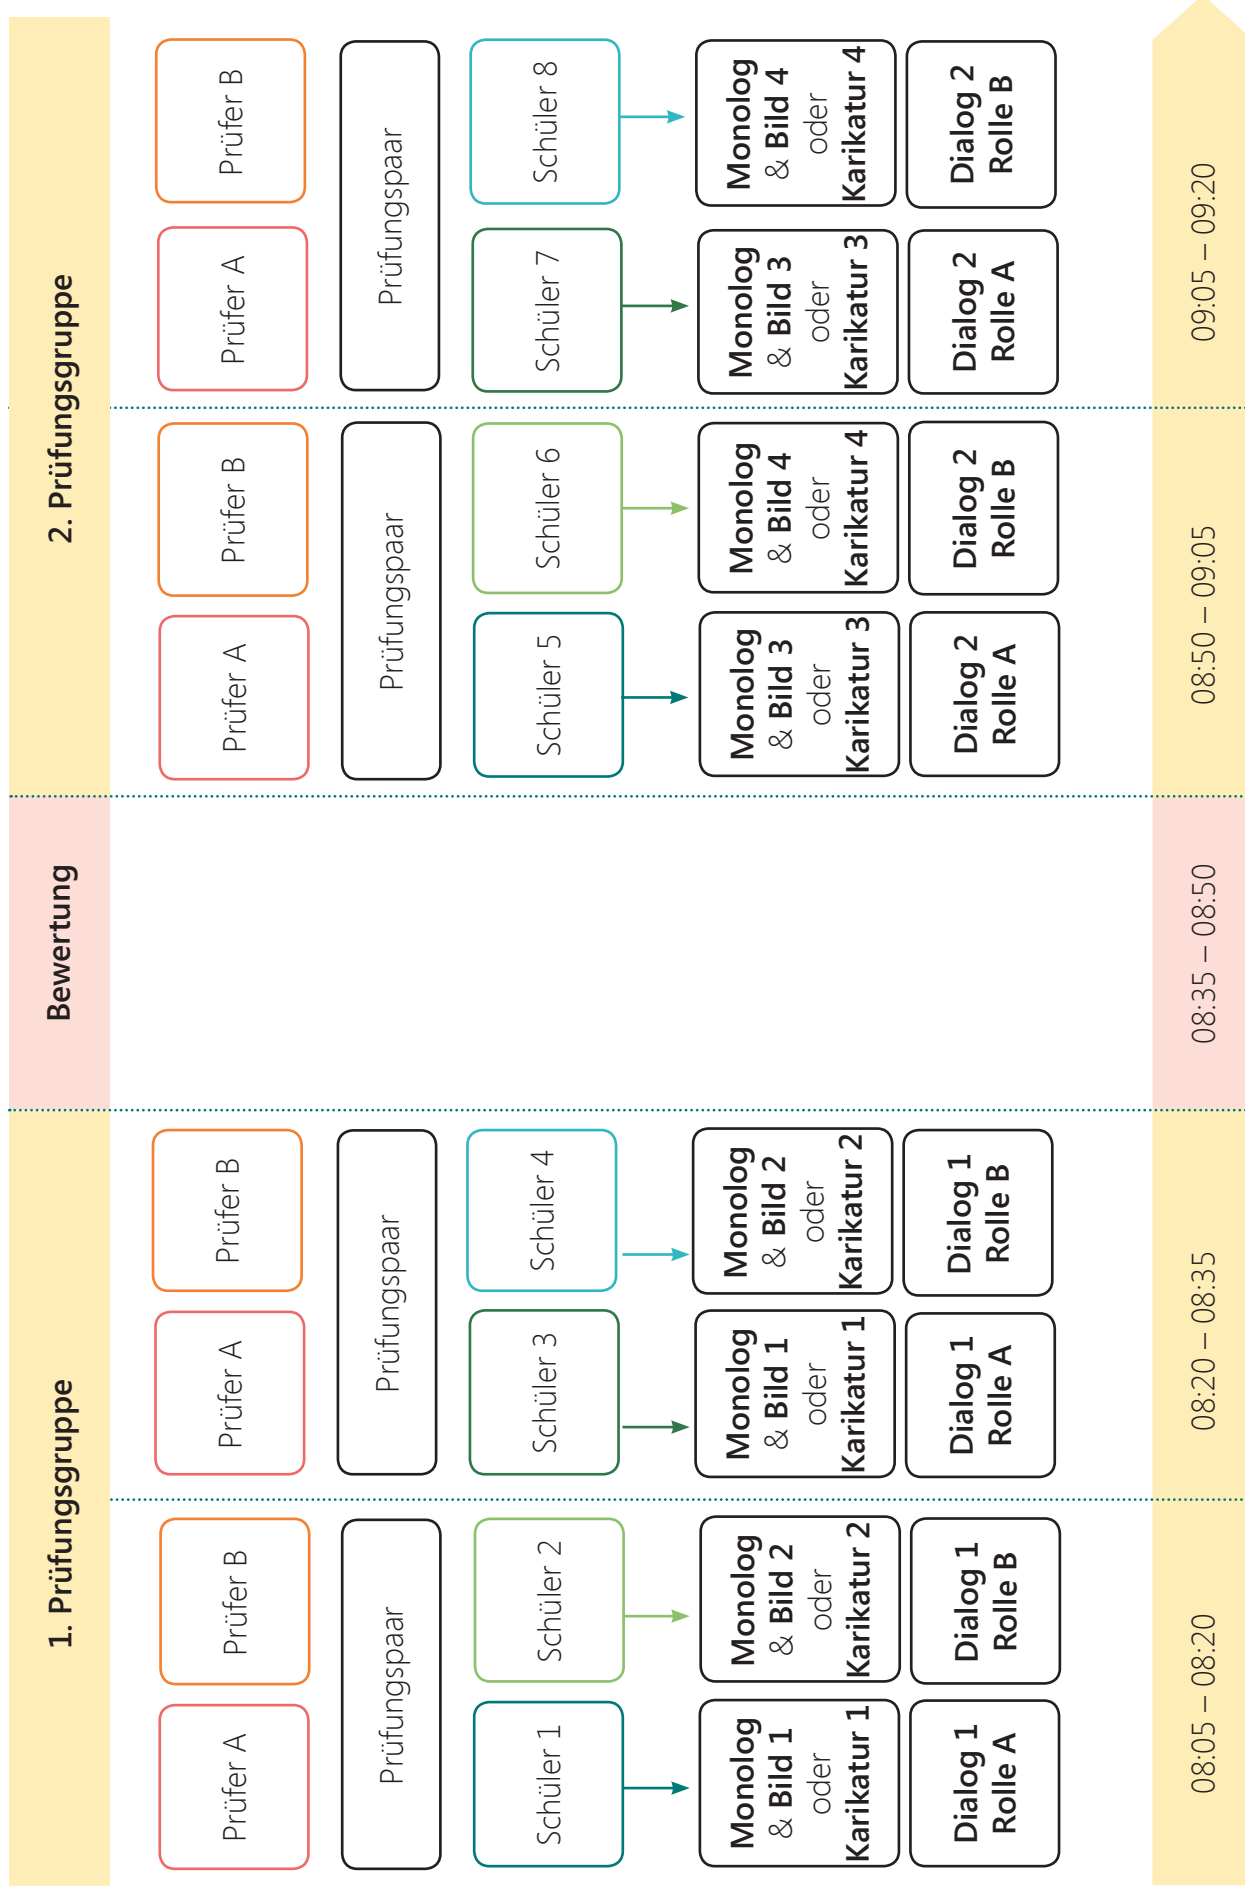 1. Prüfungsgruppe
Bewertung
2. Prüfungsgruppe
Prüfer A
Prüfer B
Prüfungspaar
Schüler 1
Schüler 2
Monolog
& Bild 1
oder
Karikatur 1
Monolog
& Bild 2
oder
Karikatur 2
Dialog 1
Rolle A
Dialog 1
Rolle B
08:05 – 08:20
Prüfer A
Prüfer B
Prüfungspaar
Schüler 3
Schüler 4
Monolog
& Bild 1
oder
Karikatur 1
Monolog
& Bild 2
oder
Karikatur 2
Dialog 1
Rolle A
Dialog 1
Rolle B
08:20 – 08:35
08:35 – 08:50
Prüfer A
Prüfer B
Prüfungspaar
Schüler 5
Schüler 6
Monolog
& Bild 3
oder
Karikatur 3
Monolog
& Bild 4
oder
Karikatur 4
Dialog 2
Rolle A
Dialog 2
Rolle B
08:50 – 09:05
Prüfer A
Prüfer B
Prüfungspaar
Schüler 7
Schüler 8
Monolog
& Bild 3
oder
Karikatur 3
Monolog
& Bild 4
oder
Karikatur 4
Dialog 2
Rolle A
Dialog 2
Rolle B
09:05 – 09:20